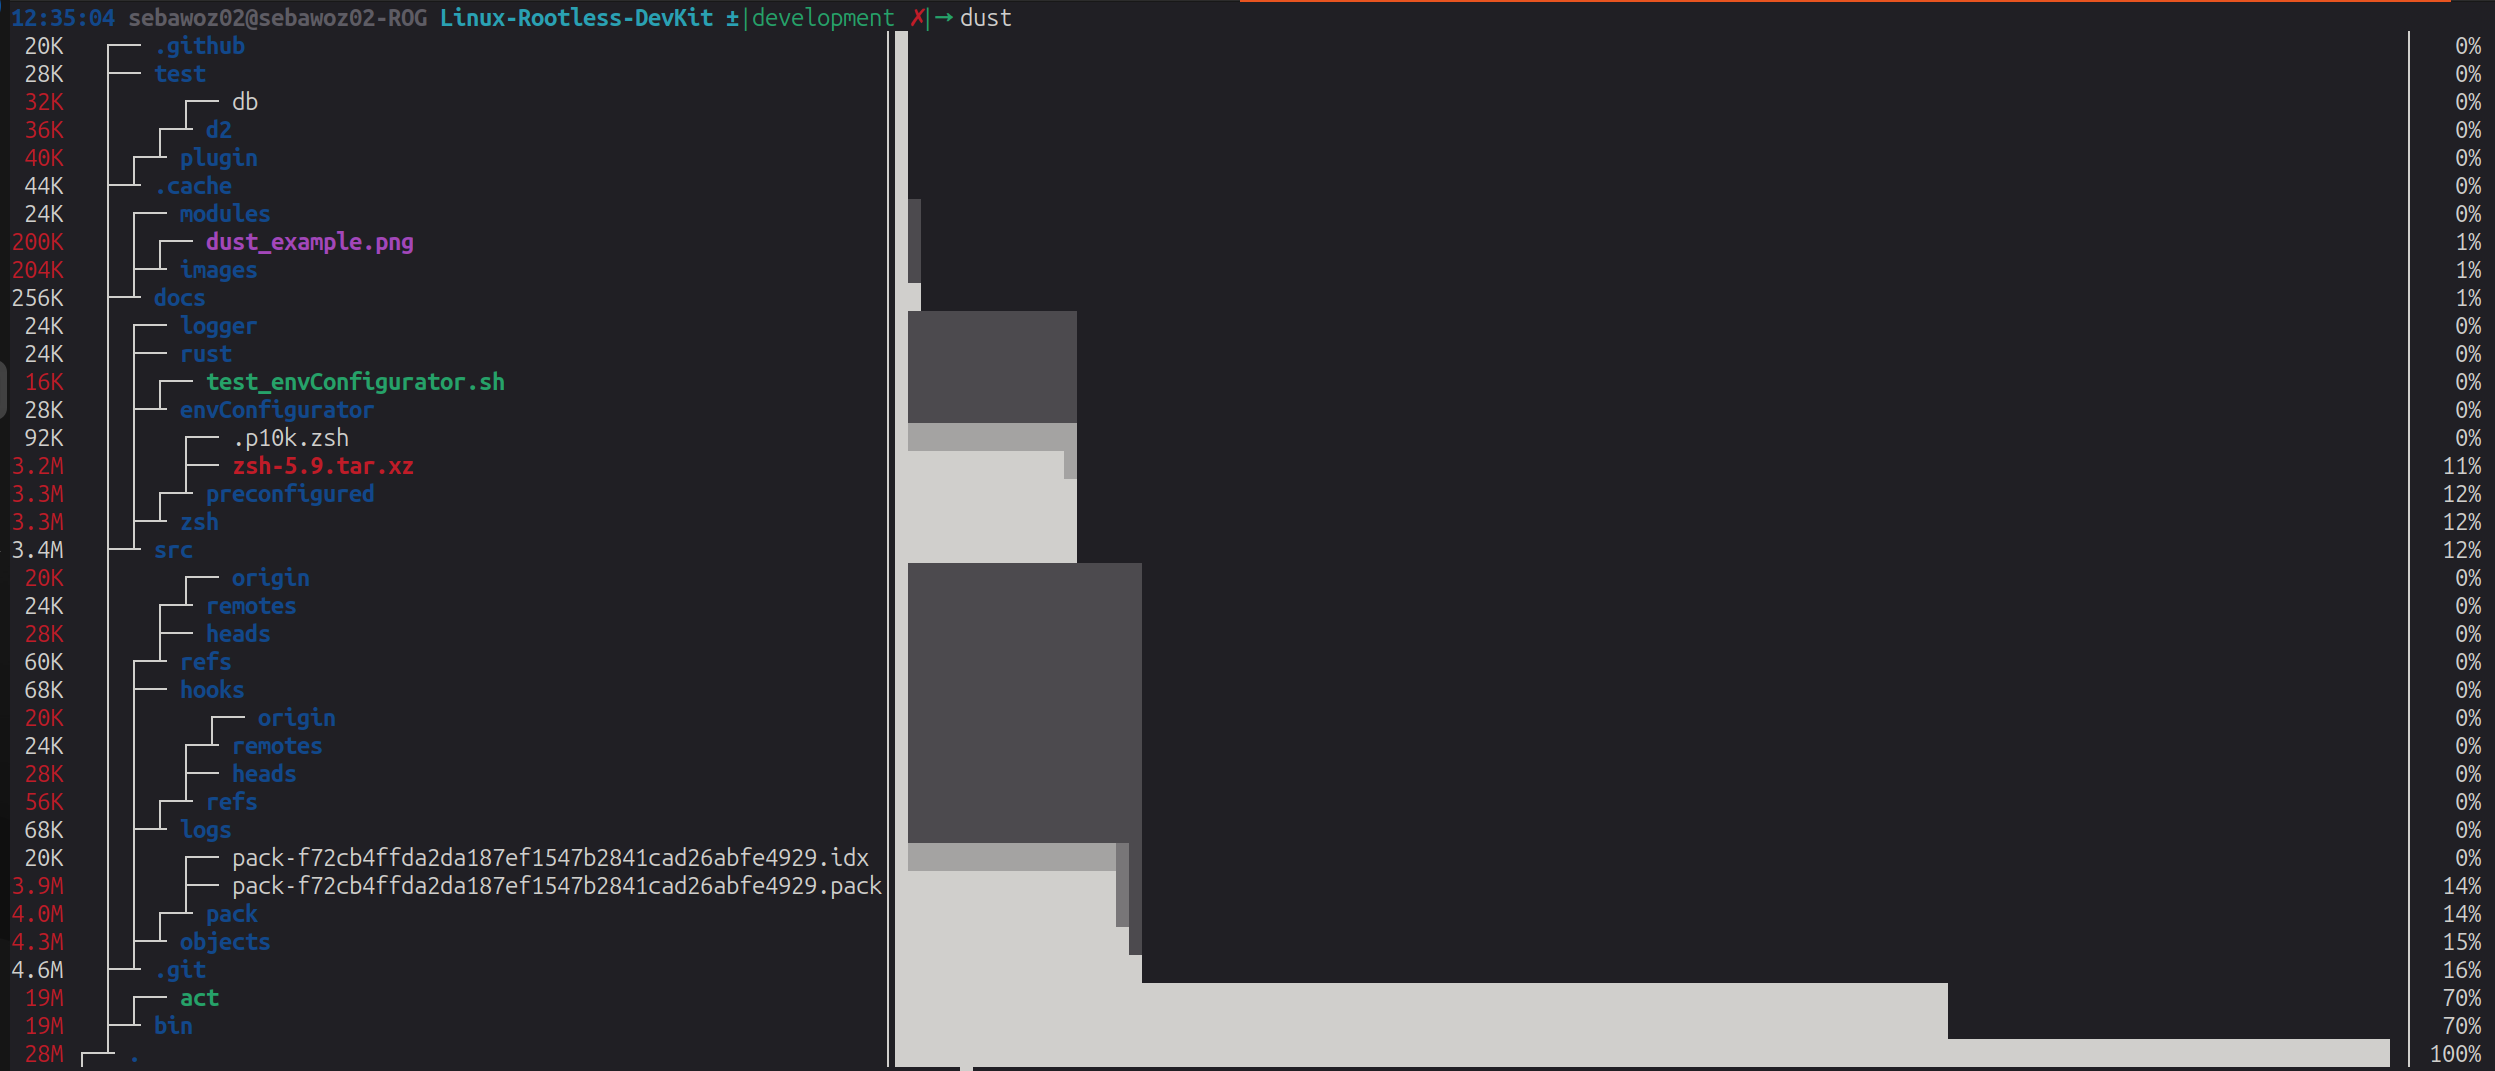 12:35:04 sebawoz02@sebawoz02-ROG Linux-Rootless-DevKit ±|development ✗|→ dust
20K .github 0%
28K test 0%
32K db 0%
36K d2 0%
40K plugin 0%
44K .cache 0%
24K modules 0%
200K dust_example.png 1%
204K images 1%
256K docs 1%
24K logger 0%
24K rust 0%
16K test_envConfigurator.sh 0%
28K envConfigurator 0%
92K .p10k.zsh 0%
3.2M zsh-5.9.tar.xz 11%
3.3M preconfigured 12%
3.3M zsh 12%
3.4M src 12%
20K origin 0%
24K remotes 0%
28K heads 0%
60K refs 0%
68K hooks 0%
20K origin 0%
24K remotes 0%
28K heads 0%
56K refs 0%
68K logs 0%
20K pack-f72cb4ffda2da187ef1547b2841cad26abfe4929.idx 0%
3.9M pack-f72cb4ffda2da187ef1547b2841cad26abfe4929.pack 14%
4.0M pack 14%
4.3M objects 15%
4.6M .git 16%
19M act 70%
19M bin 70%
28M . 100%